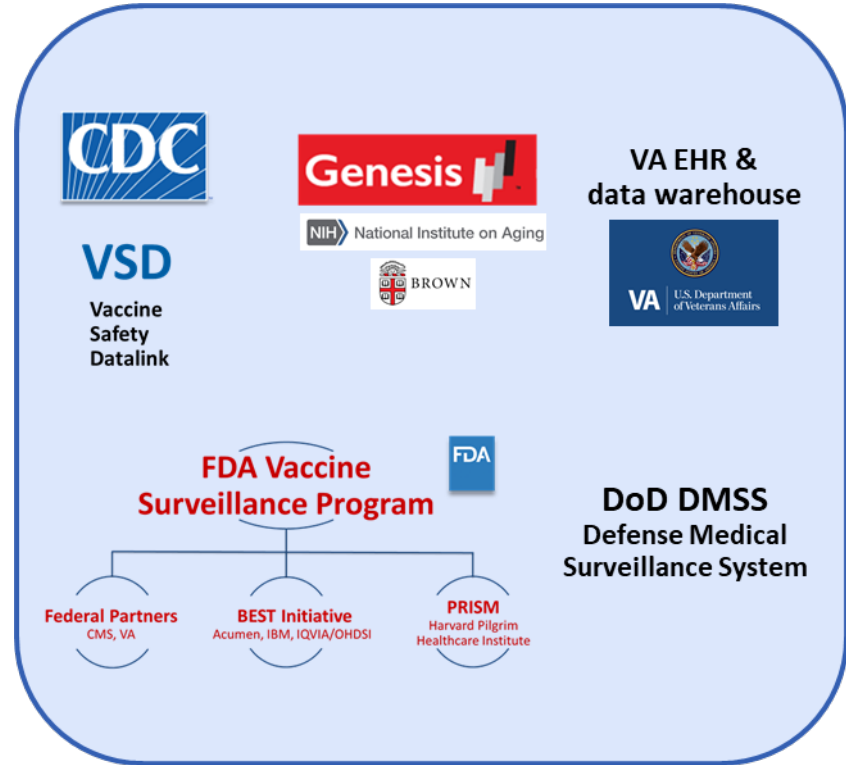 CDC
VSD
Vaccine
Safety
Datalink
Genesis
NIH National Institute on Aging
BROWN
VA EHR &
data warehouse
VA U.S. Department
of Veterans Affairs
FDA Vaccine
Surveillance Program
FDA
Federal Partners
CMS, VA
BEST Initiative
Acumen, IBM, IQVIA/OHDSI
PRISM
Harvard Pilgrim
Healthcare Institute
DoD DMSS
Defense Medical
Surveillance System